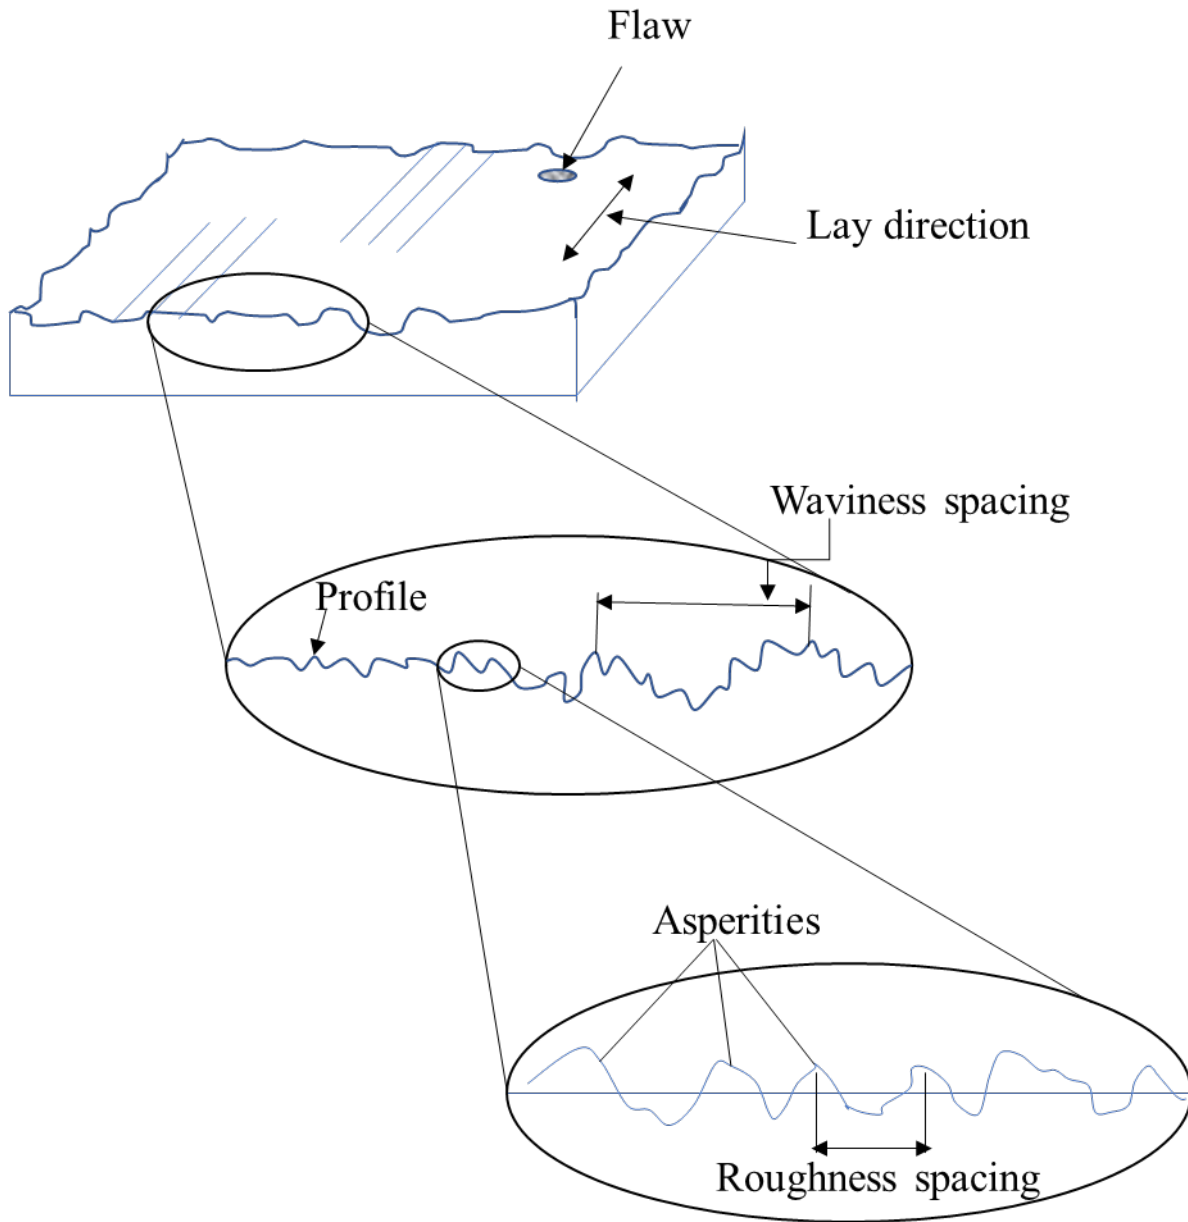 Flaw
Lay direction
Waviness spacing
Profile
Asperities
Roughness spacing